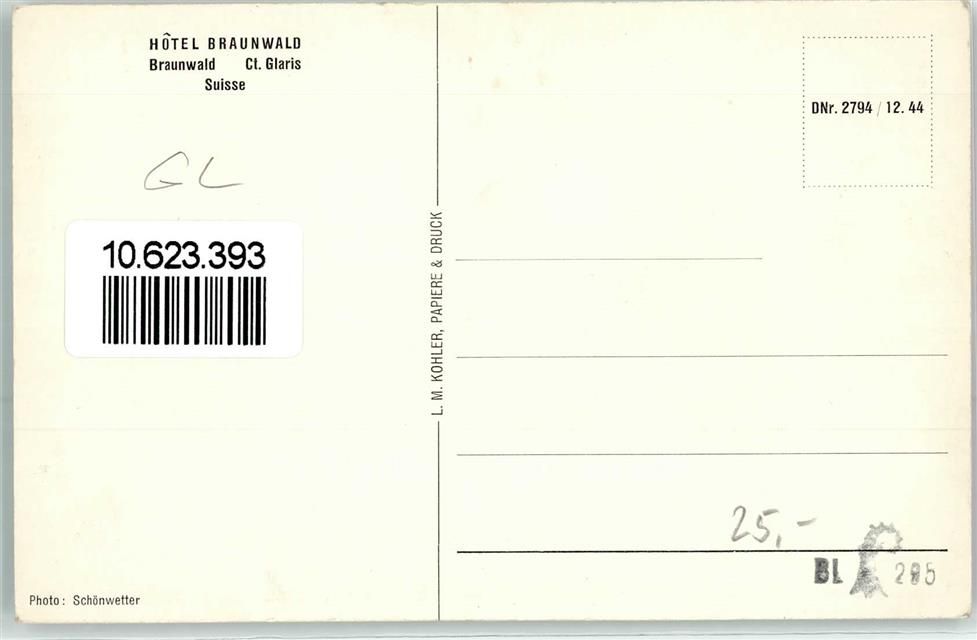 HÔTEL BRAUNWALD
Braunwald Ct. Glaris
Suisse
GL
10.623.393
Photo: Schönwetter
L. M. KOHLER, PAPIERE & DRUCK
DNr. 2794 / 12. 44
25,-
BL 295